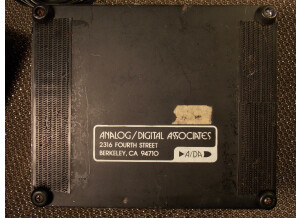 ANALOG/DIGITAL ASSOCIATES
2316 FOURTH STREET
BERKELEY, CA 94710
A/DA